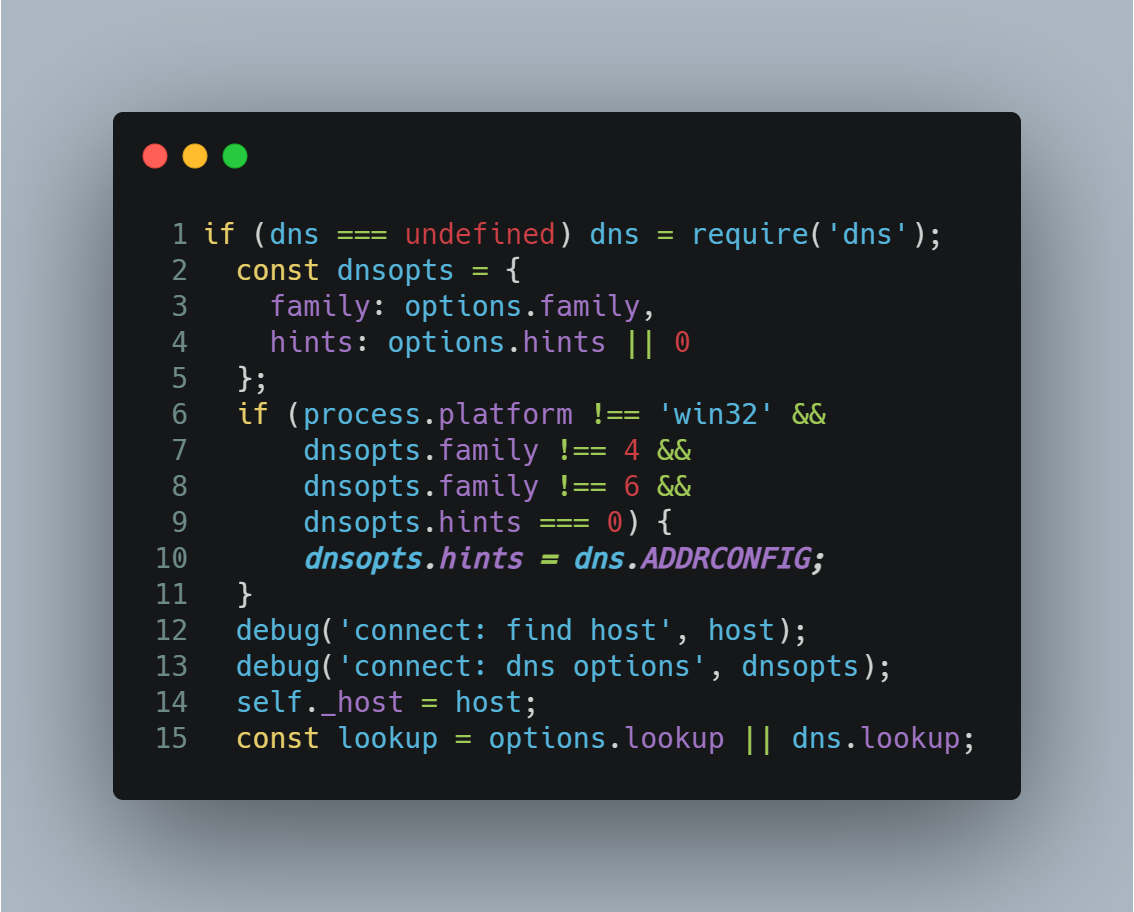 1 if (dns === undefined) dns = require('dns');
2   const dnsopts = {
3     family: options.family,
4     hints: options.hints || 0
5   };
6   if (process.platform !== 'win32' &&
7       dnsopts.family !== 4 &&
8       dnsopts.family !== 6 &&
9       dnsopts.hints === 0) {
10       dnsopts.hints = dns.ADDRCONFIG;
11   }
12   debug('connect: find host', host);
13   debug('connect: dns options', dnsopts);
14   self._host = host;
15   const lookup = options.lookup || dns.lookup;